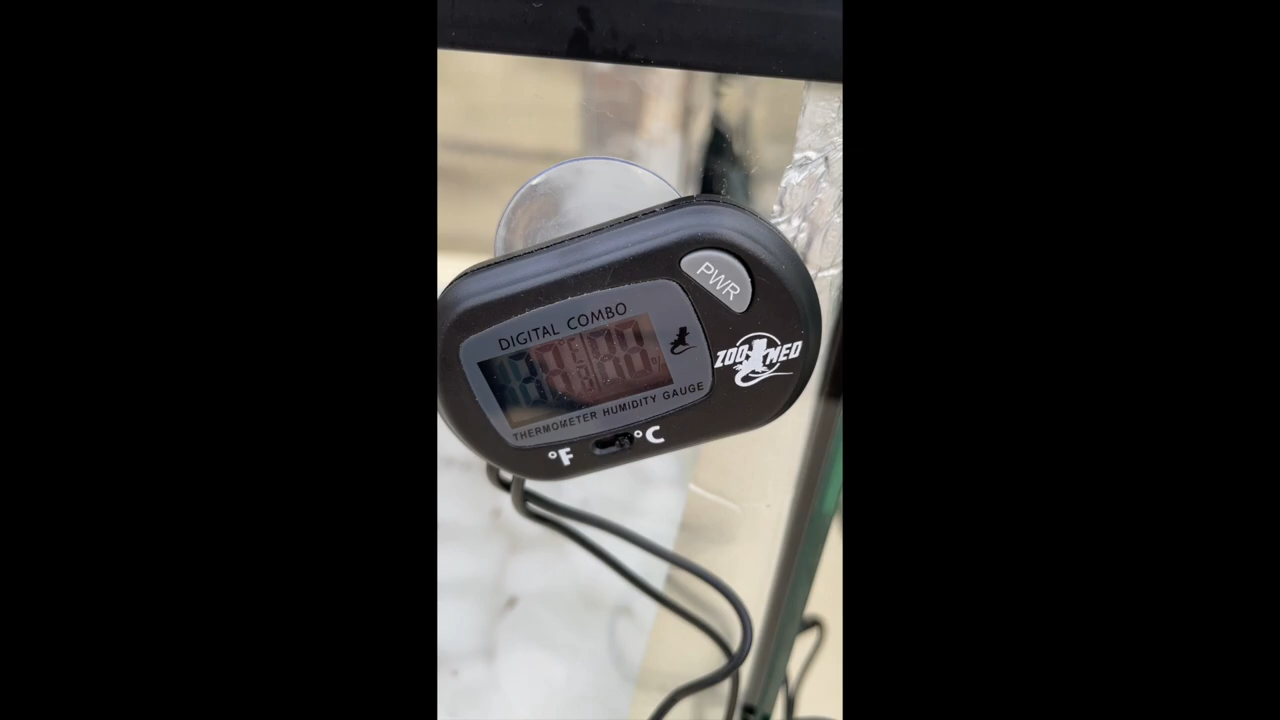 PWR
DIGITAL COMBO
ZOO MED
%
THERMOMETER HUMIDITY GAUGE
°F
°C